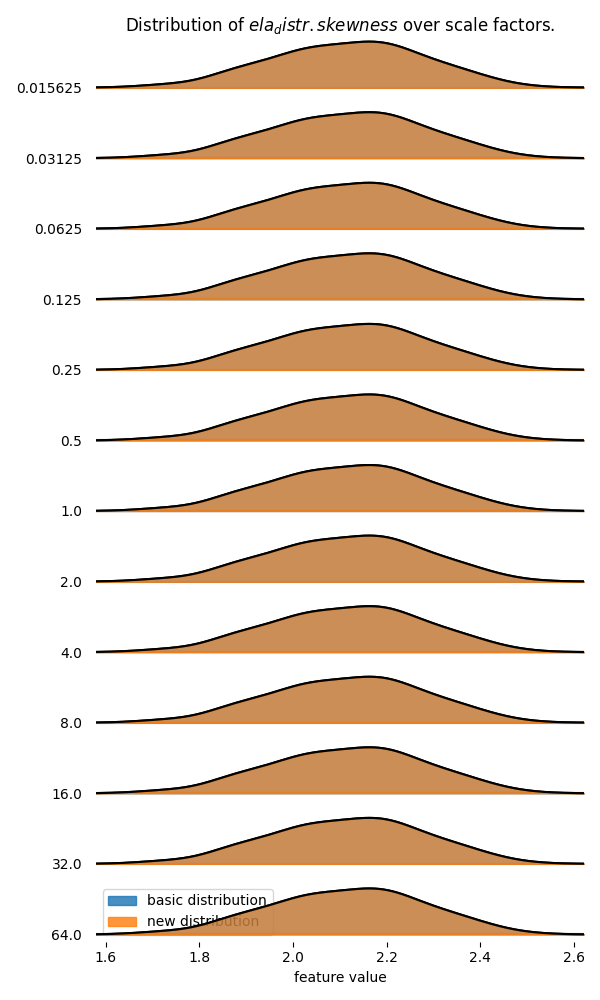 Distribution of ela_distr.skewness over scale factors.
0.015625
0.03125
0.0625
0.125
0.25
0.5
1.0
2.0
4.0
8.0
16.0
32.0
basic distribution
new distribution
64.0
1.6 1.8 2.0 2.2 2.4 2.6
feature value